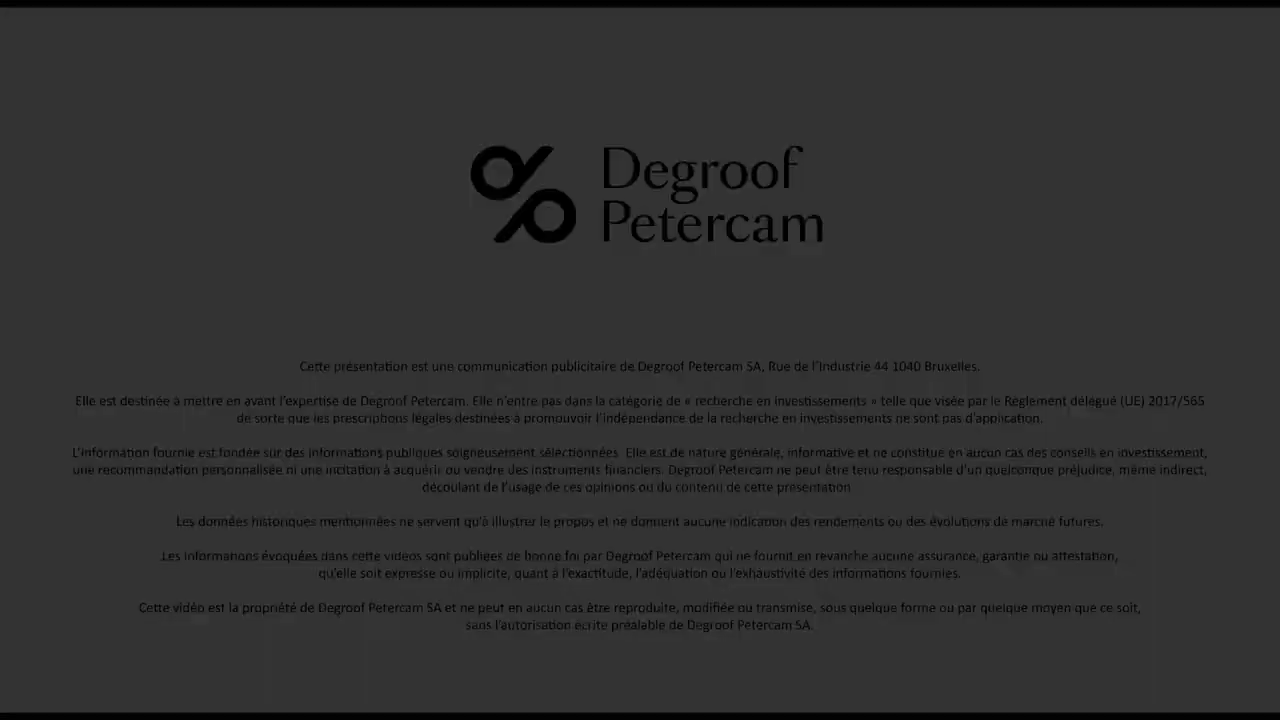 Degroof
Petercam
Cette présentation est une communication publicitaire de Degroof Petercam SA, Rue de l'Industrie 44 1040 Bruxelles.
Elle est destinée à mettre en avant l'expertise de Degroof Petercam. Elle n'entre pas dans la catégorie de « recherche en investissements » telle que visée par le Règlement délégué (UE) 2017/565
de sorte que les prescriptions légales destinées à promouvoir l'indépendance de la recherche en investissements ne sont pas d'application.
L'information fournie est fondée sur des informations publiques soigneusement sélectionnées. Elle est de nature générale, informative et ne constitue en aucun cas des conseils en investissement,
une recommandation personnalisée ni une incitation à acquérir ou vendre des instruments financiers. Degroof Petercam ne peut être tenu responsable d'un quelconque préjudice, même indirect,
découlant de l'usage de ces opinions ou du contenu de cette présentation
Les données historiques mentionnées ne servent qu'à illustrer le propos et ne donnent aucune indication des rendements ou des évolutions de marché futures.
Les informations évoquées dans cette vidéos sont publiées de bonne foi par Degroof Petercam qui ne fournit en revanche aucune assurance, garantie ou attestation,
qu'elle soit expresse ou implicite, quant à l'exactitude, l'adéquation ou l'exhaustivité des informations fournies.
Cette vidéo est la propriété de Degroof Petercam SA et ne peut en aucun cas être reproduite, modifiée ou transmise, sous quelque forme ou par quelque moyen que ce soit,
sans l'autorisation écrite préalable de Degroof Petercam SA.